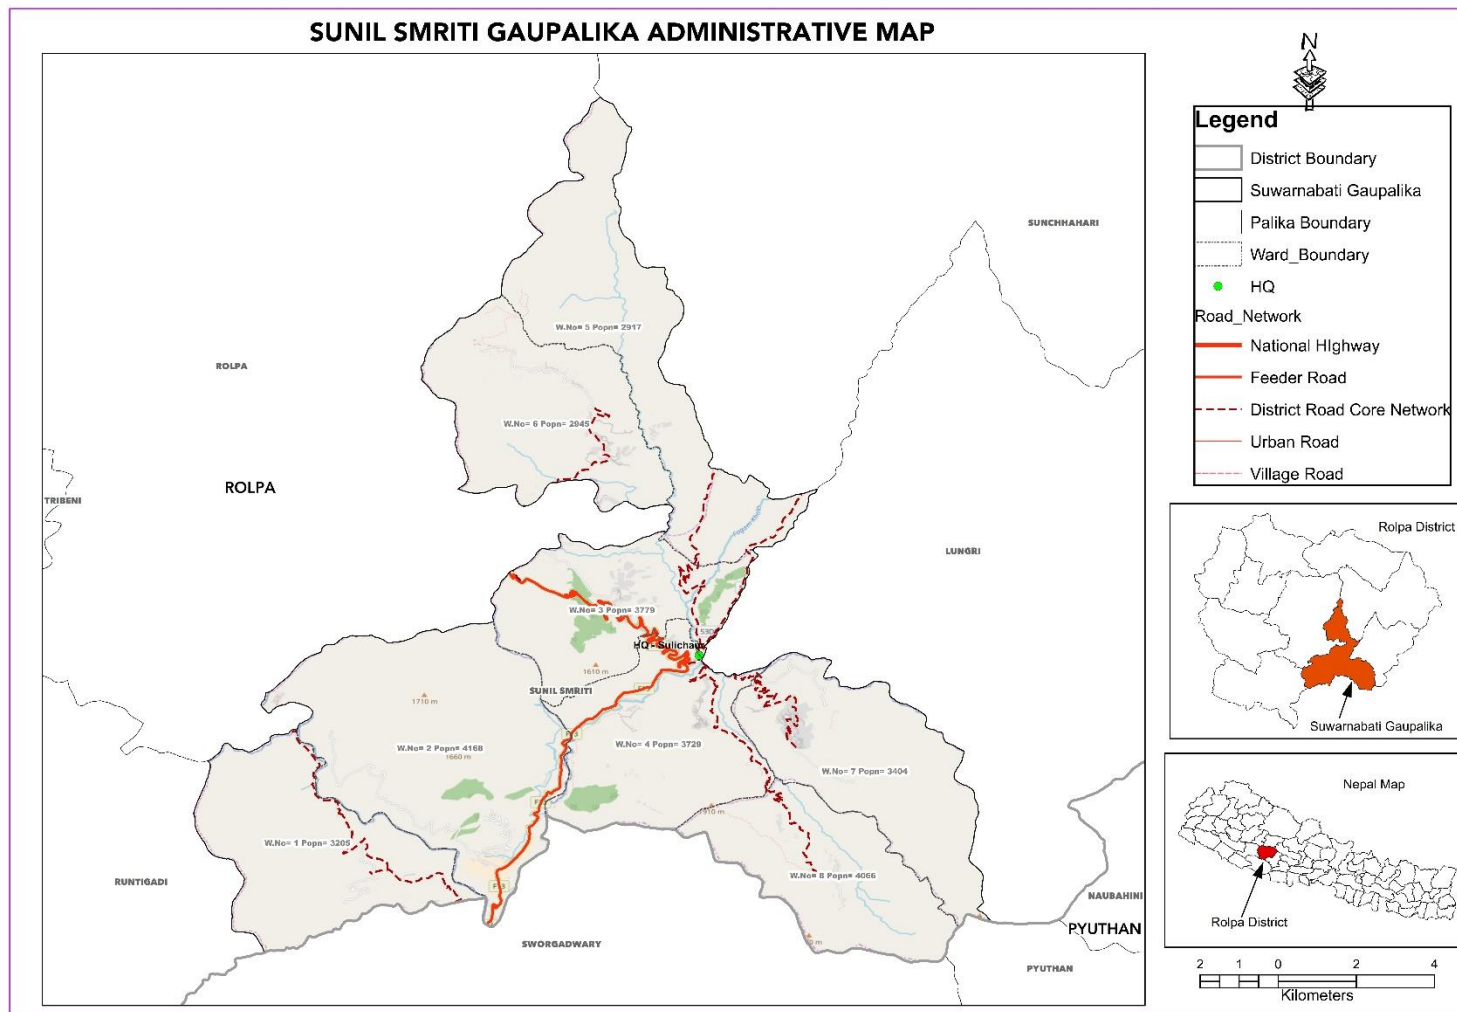 SUNIL SMRITI GAUPALIKA ADMINISTRATIVE MAP
N
Legend
District Boundary
Suwarnabati Gaupalika
Palika Boundary
Ward_Boundary
HQ
Road_Network
National HIghway
Feeder Road
District Road Core Network
Urban Road
Village Road
SUNCHHAHARI
W.No= 5 Popn= 2917
ROLPA
W.No= 6 Popn= 2945
ROLPA
TRIBENI
LUNGRI
W.No= 3 Popn= 3779
HQ - Sulichaur
1610 m
SUNIL SMRITI
1710 m
W.No= 2 Popn= 4168
1660 m
W.No= 4 Popn= 3729
W.No= 7 Popn= 3404
W.No= 1 Popn= 3205
W.No= 8 Popn= 4066
RUNTIGADI
SWORGADWARY
NAUBAHINI
PYUTHAN
PYUTHAN
Rolpa District
Suwarnabati Gaupalika
Nepal Map
Rolpa District
2 1 0 2 4
Kilometers